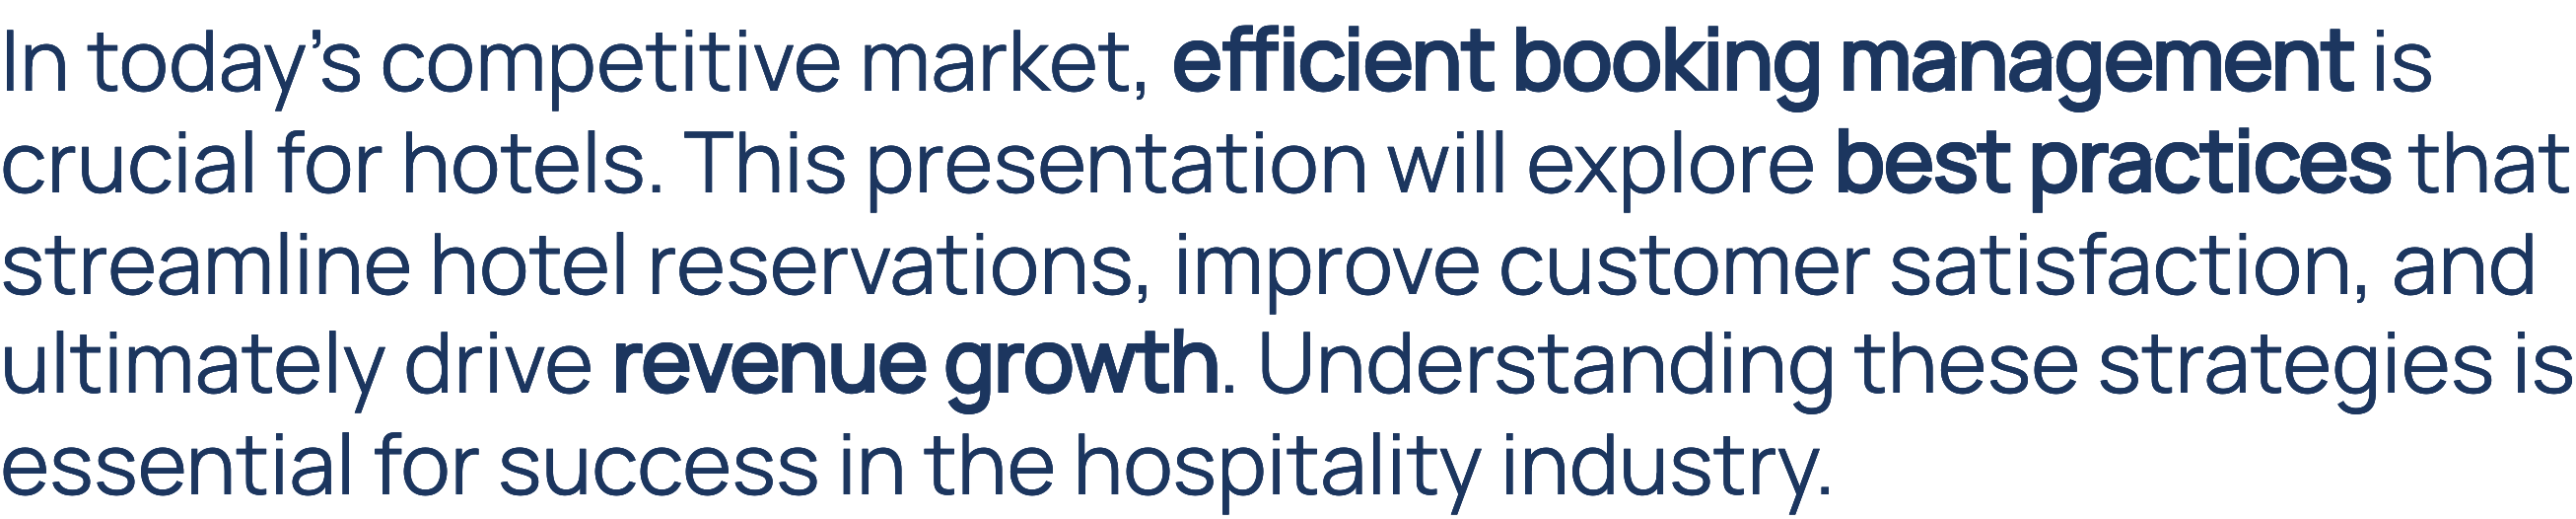 In today’s competitive market, efficient booking management is
crucial for hotels. This presentation will explore best practices that
streamline hotel reservations, improve customer satisfaction, and
ultimately drive revenue growth. Understanding these strategies is
essential for success in the hospitality industry.